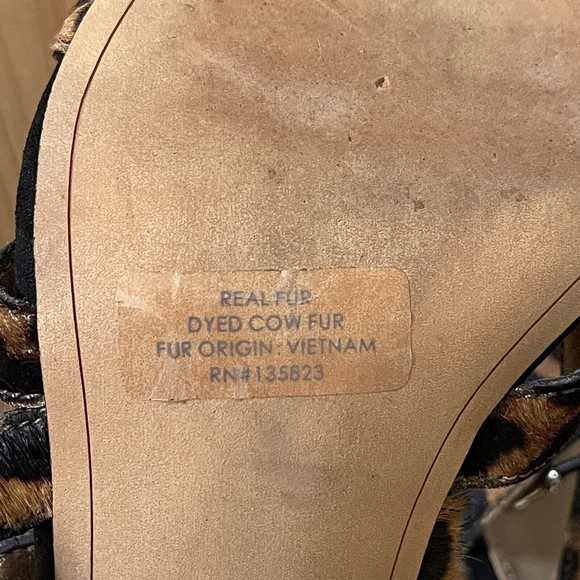 REAL FUR
DYED COW FUR
FUR ORIGIN: VIETNAM
RN#135823